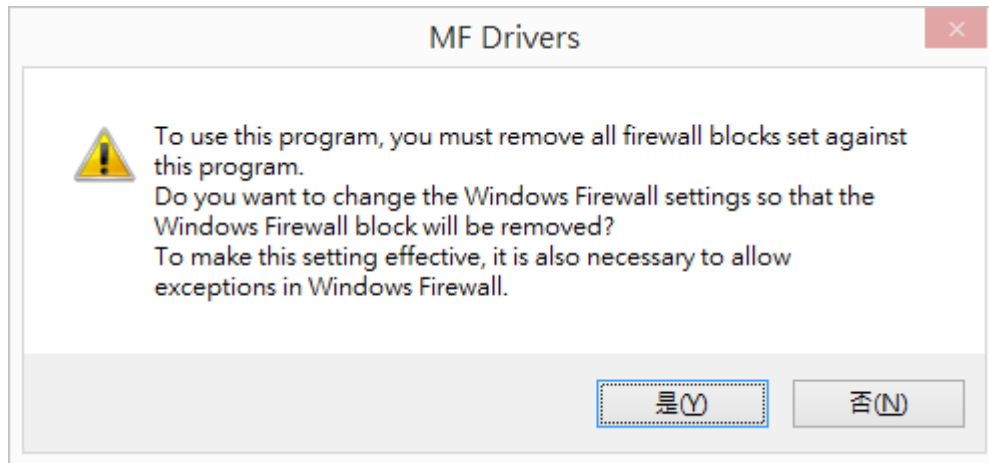 MF Drivers
To use this program, you must remove all firewall blocks set against
this program.
Do you want to change the Windows Firewall settings so that the
Windows Firewall block will be removed?
To make this setting effective, it is also necessary to allow
exceptions in Windows Firewall.
是(Y) 否(N)